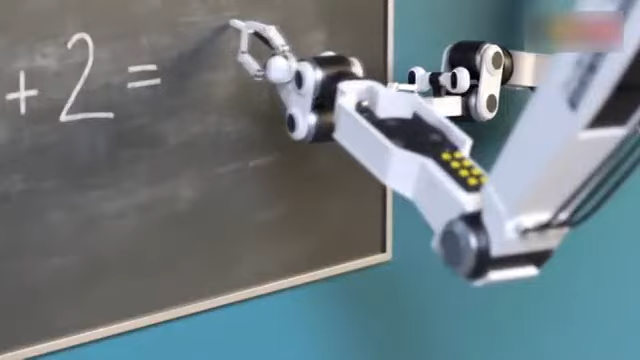 + 2 =